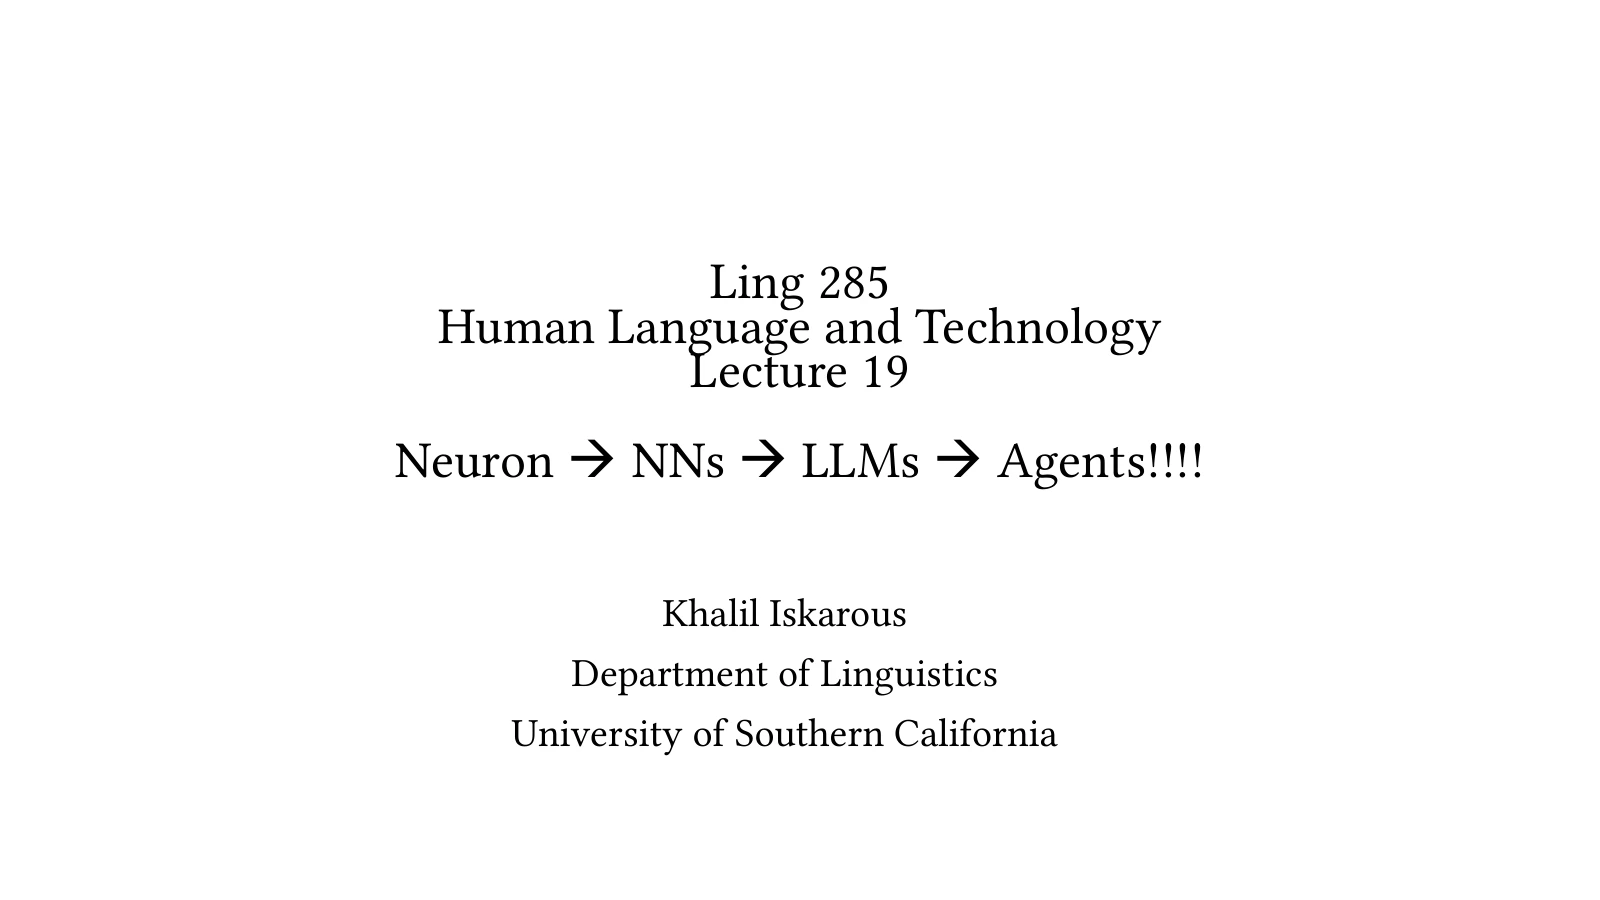 Ling 285
Human Language and Technology
Lecture 19
Neuron → NNs → LLMs → Agents!!!!
Khalil Iskarous
Department of Linguistics
University of Southern California